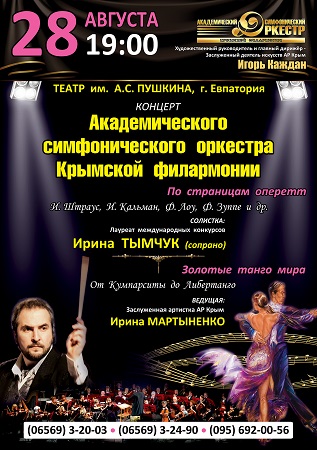 28 АВГУСТА
19:00
АКАДЕМИЧЕСКИЙ СИМФОНИЧЕСКИЙ
ОРКЕСТР
Художественный руководитель и главный дирижёр -
Заслуженный деятель искусств АР Крым
Игорь Каждан
ТЕАТР им. А.С. ПУШКИНА, г. Евпатория
КОНЦЕРТ
Академического
симфонического оркестра
Крымской филармонии
По страницам оперетт
И. Штраус, И. Кальман, Ф. Лоу, Ф. Зуппе и др.
СОЛИСТКА:
Лауреат международных конкурсов
Ирина ТЫМЧУК (сопрано)
Золотые танго мира
От Кумпарситы до Либертанго
ВЕДУЩАЯ:
Заслуженная артистка АР Крым
Ирина МАРТЫНЕНКО
(06569) 3-20-03 • (06569) 3-24-90 • (095) 692-00-56